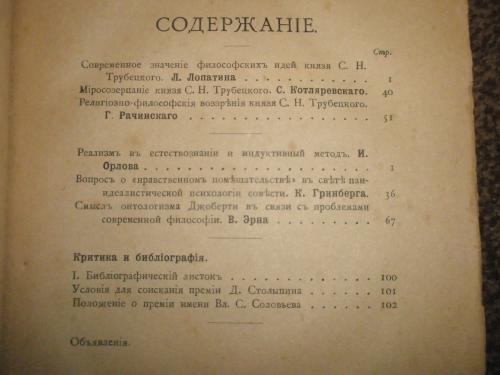 СОДЕРЖАНІЕ.
Стр.
Современное значеніе философскихъ идей князя С. Н.
Трубецкого. Л. Лопатина . . . . . . . . . . 1
Міросозерцаніе князя С. Н. Трубецкого. С. Котляревскаго. 40
Религіозно-философскія воззрѣнія князя С. Н. Трубецкого.
Г. Рачинскаго . . . . . . . . . . . . . . . 51
Реализмъ въ естествознаніи и индуктивный методъ. И.
Орлова . . . . . . . . . . . . . . . . . 1
Вопросъ о «нравственномъ помѣшательствѣ» въ свѣтѣ пан-
идеалистической психологіи совѣсти. К. Гринберга. 36
Смыслъ онтологизма Джоберти въ связи съ проблемами
современной философіи. В. Эрна . . . . . . . 67
Критика и библіографія.
I. Библіографическій листокъ . . . . . . . . . . 100
Условія для соисканія преміи Д. Столыпина . . . . . . 101
Положеніе о преміи имени Вл. С. Соловьева . . . . . . 102
Объявленія.